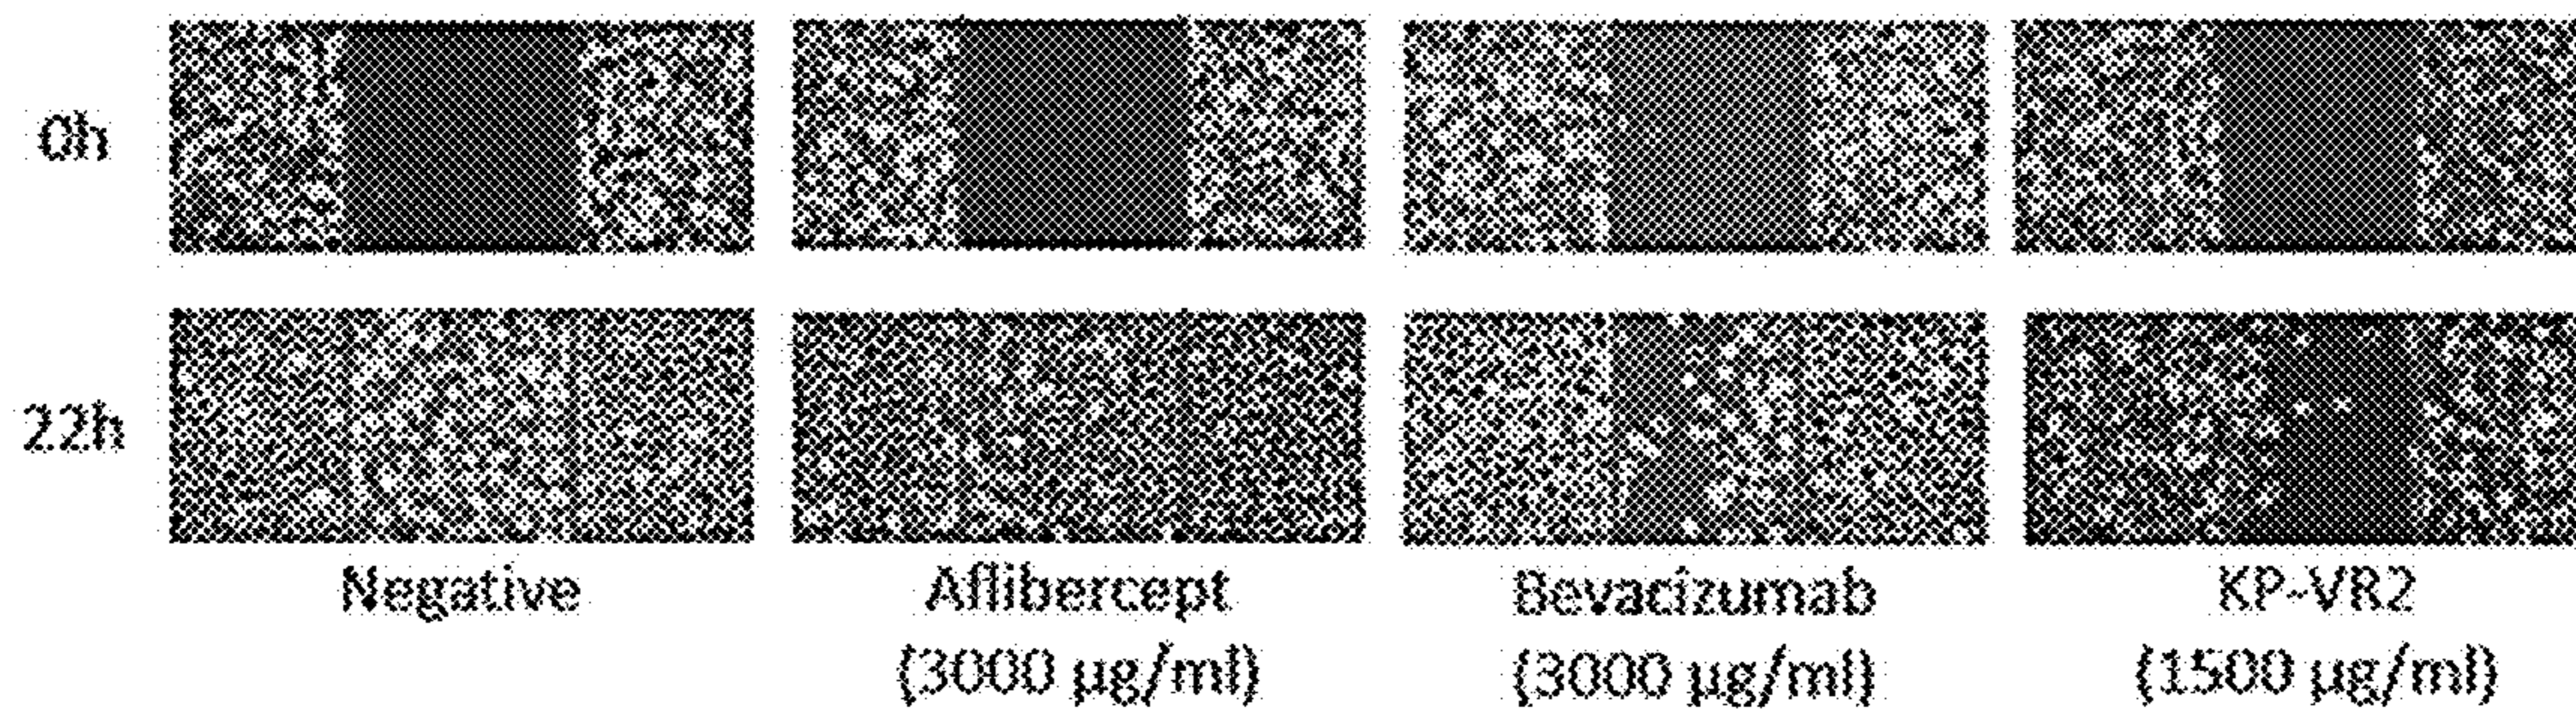 0h
22h
Negative
Aflibercept
(3000 µg/ml)
Bevacizumab
(3000 µg/ml)
KP-VR2
(1500 µg/ml)